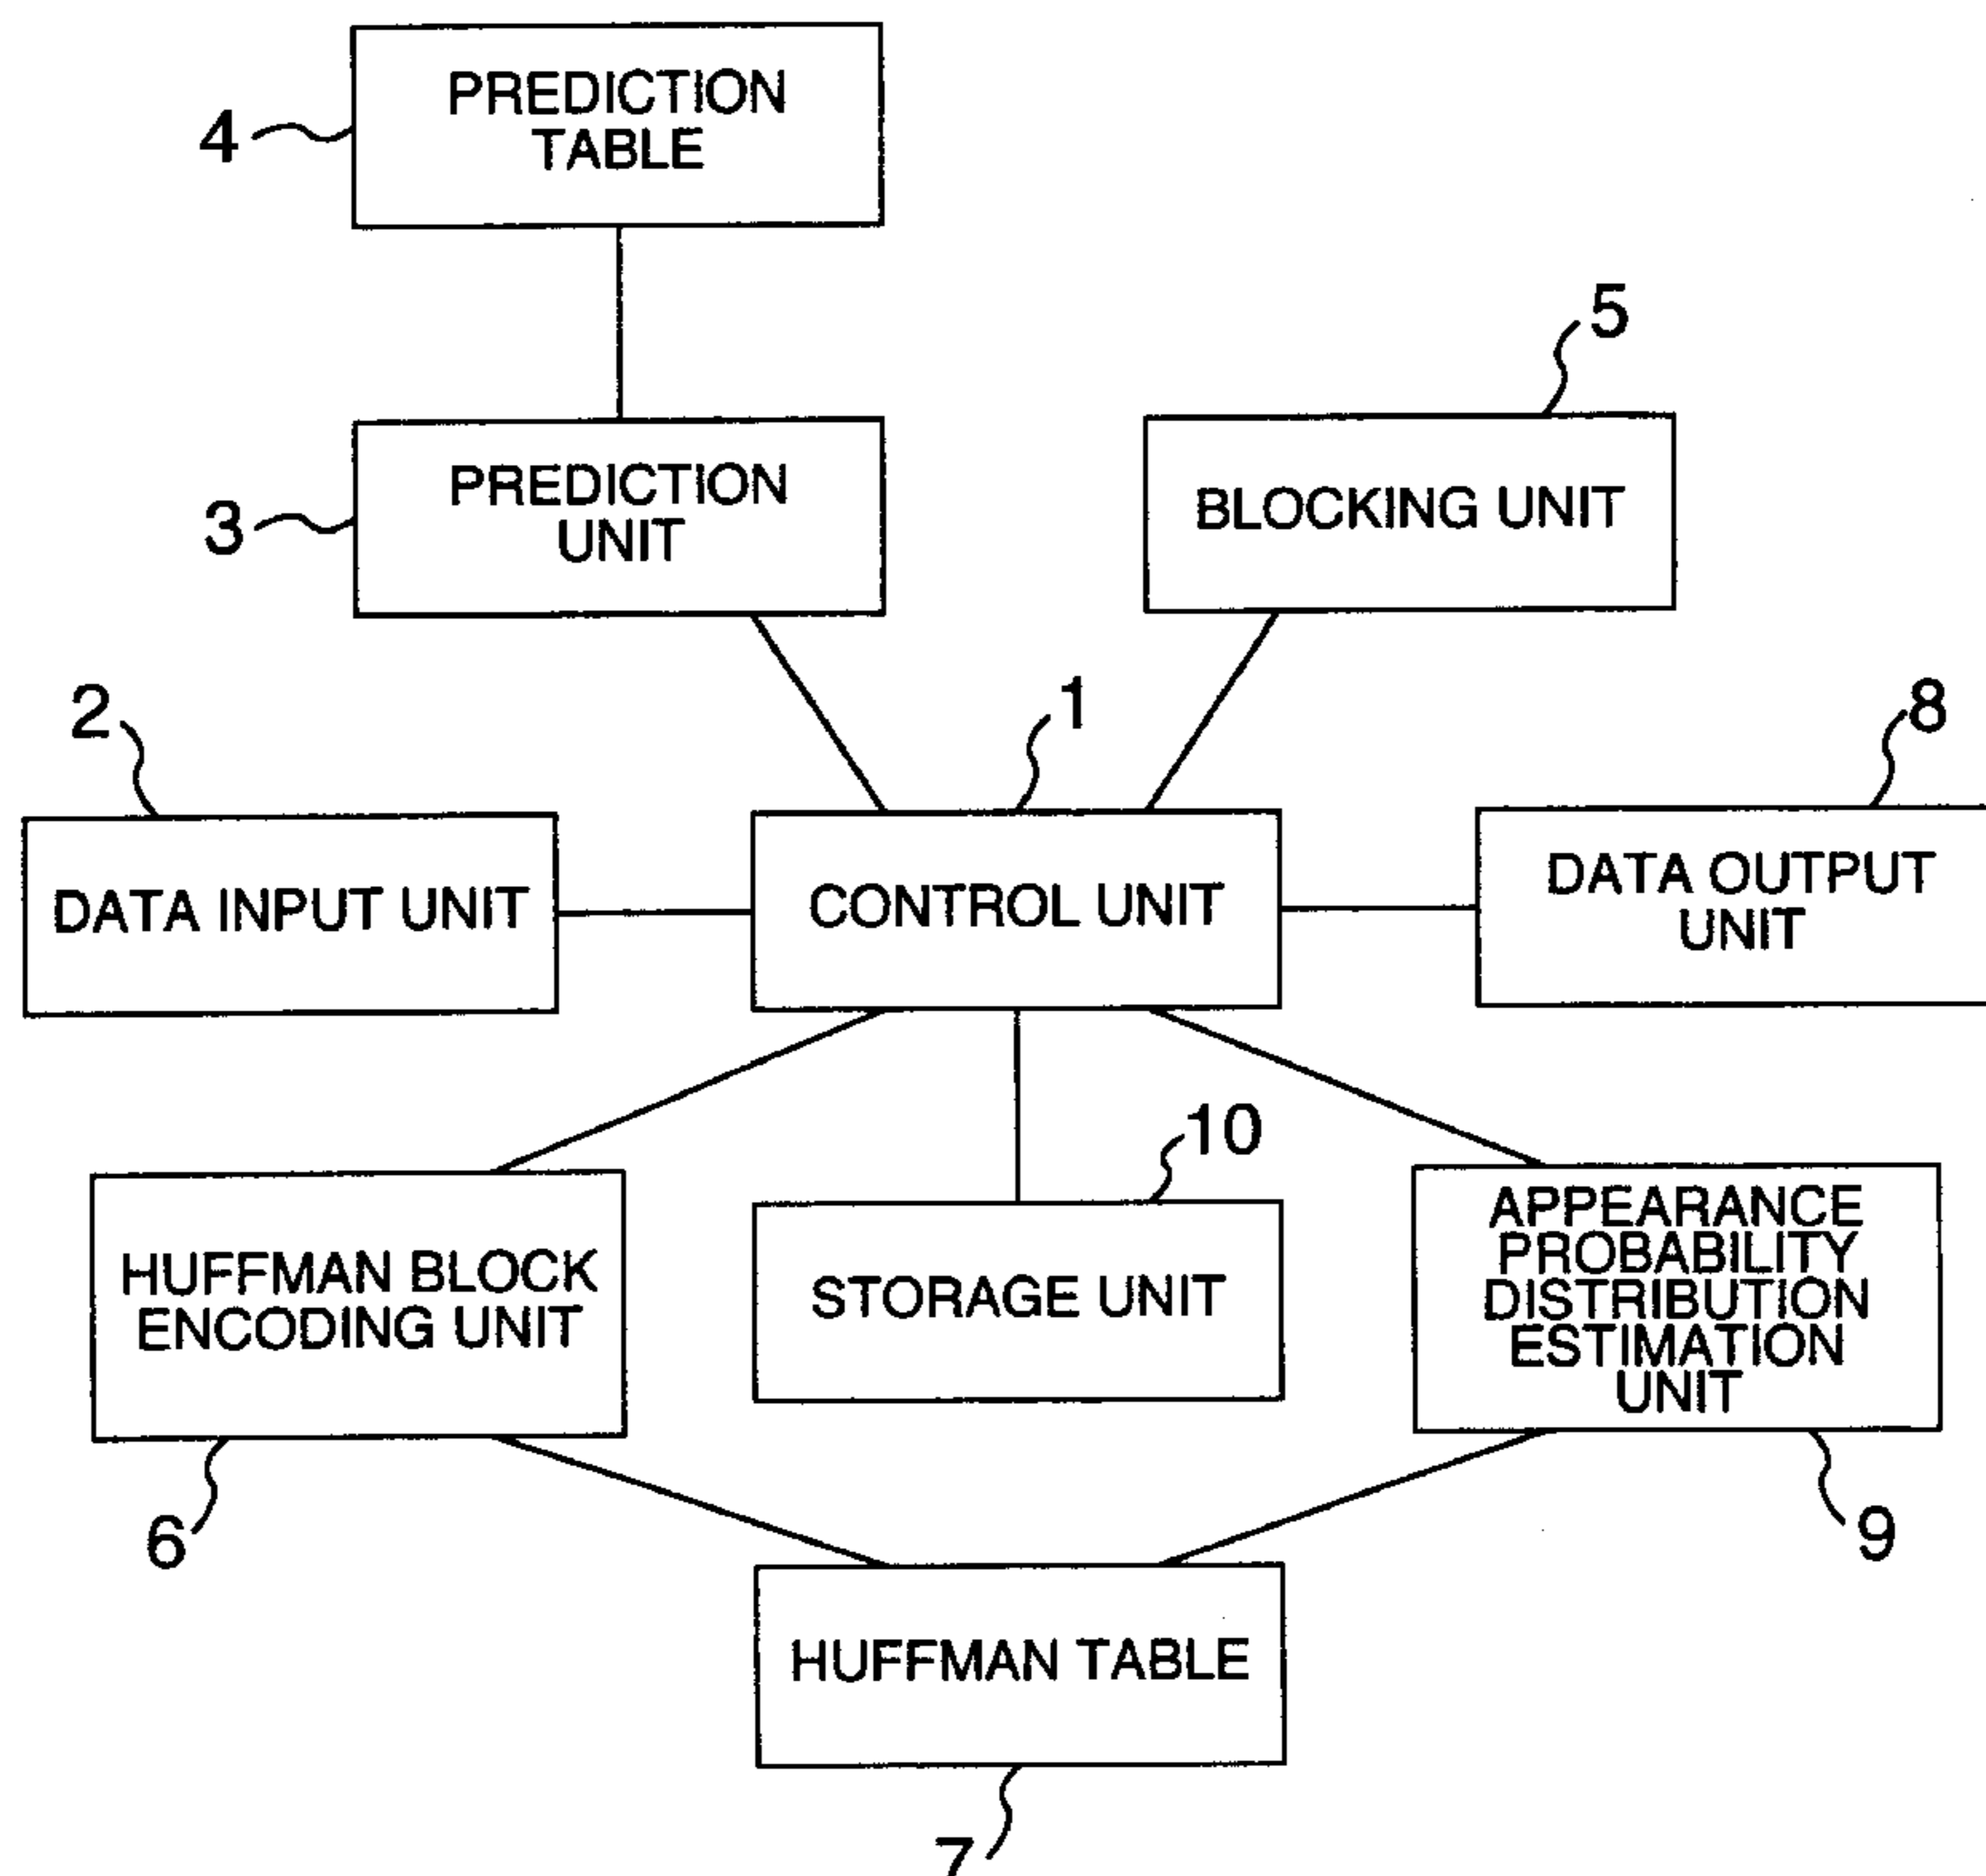 PREDICTION
TABLE
4
5
PREDICTION
UNIT
3
BLOCKING UNIT
2
1
8
DATA INPUT UNIT
CONTROL UNIT
DATA OUTPUT
UNIT
10
HUFFMAN BLOCK
ENCODING UNIT
STORAGE UNIT
APPEARANCE
PROBABILITY
DISTRIBUTION
ESTIMATION
UNIT
6
9
HUFFMAN TABLE
7